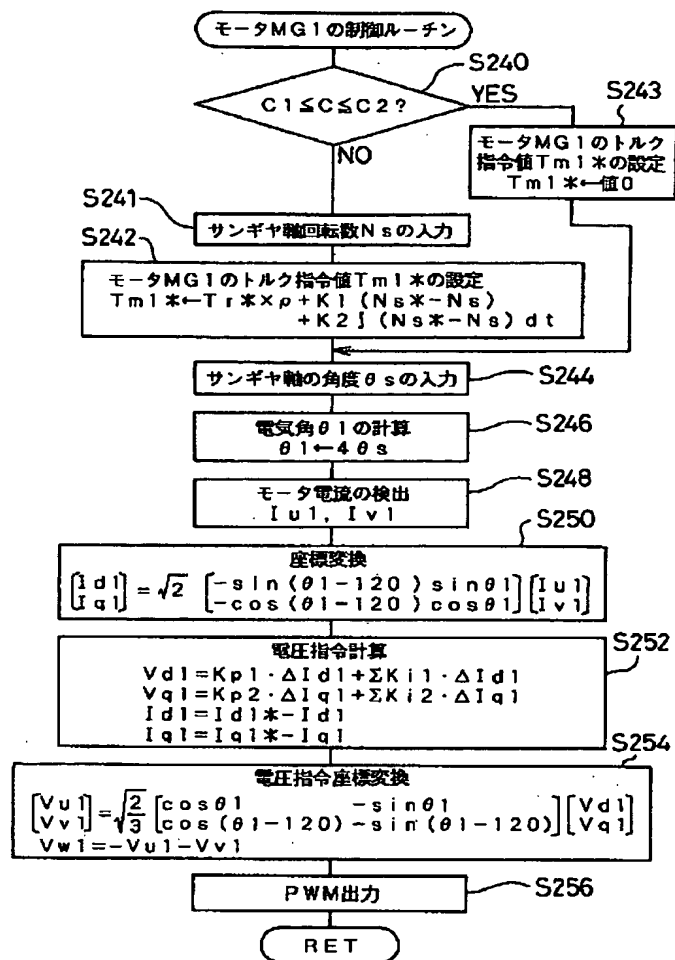 モータMG1の制御ルーチン
S240
C1≦C≦C2?
YES
S243
NO
モータMG1のトルク
指令値Tm1*の設定
Tm1*←値0
S241
サンギヤ軸回転数Nsの入力
S242
モータMG1のトルク指令値Tm1*の設定
Tm1*←Tr*×ρ+K1(Ns*-Ns)
+K2∫(Ns*-Ns)dt
サンギヤ軸の角度θsの入力
S244
電気角θ1の計算
θ1←4θs
S246
モータ電流の検出
Iu1, Iv1
S248
S250
座標変換
[Id1] = √2 [-sin(θ1-120) sinθ1] [Iu1]
[Iq1] [-cos(θ1-120) cosθ1] [Iv1]
電圧指令計算
S252
Vd1=Kp1・ΔId1+ΣKi1・ΔId1
Vq1=Kp2・ΔIq1+ΣKi2・ΔIq1
Id1=Id1*-Id1
Iq1=Iq1*-Iq1
S254
電圧指令座標変換
[Vu1] = √2/3 [cosθ1 -sinθ1] [Vd1]
[Vv1] [cos(θ1-120) -sin(θ1-120)] [Vq1]
Vw1=-Vu1-Vv1
PWM出力
S256
RET